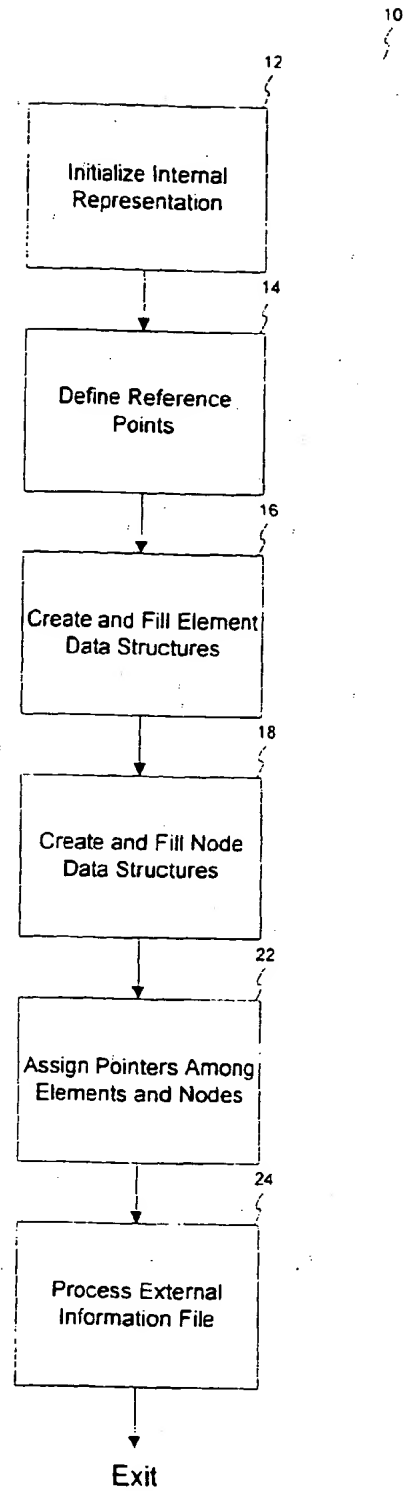 10
12
Initialize Internal
Representation
14
Define Reference
Points
16
Create and Fill Element
Data Structures
18
Create and Fill Node
Data Structures
22
Assign Pointers Among
Elements and Nodes
24
Process External
Information File
Exit